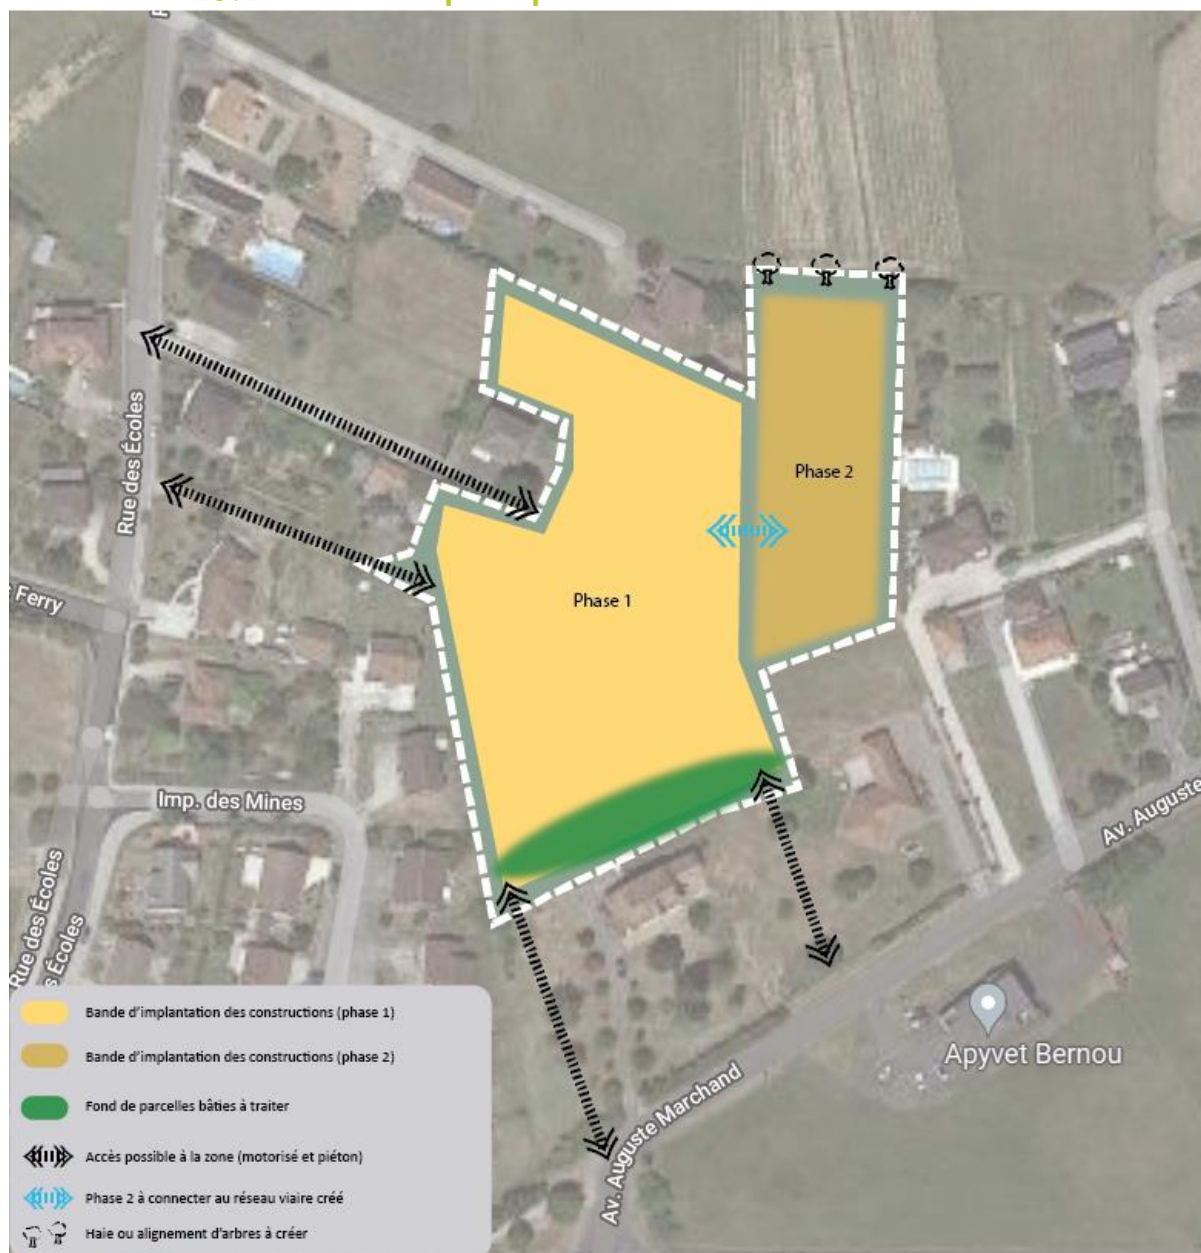 Rue des Écoles
Ferry
Phase 2
Phase 1
Imp. des Mines
Av. Auguste
Rue des Écoles
Écoles
Apyvet Bernou
Av. Auguste Marchand
Bande d'implantation des constructions (phase 1)
Bande d'implantation des constructions (phase 2)
Fond de parcelles bâties à traiter
Accès possible à la zone (motorisé et piéton)
Phase 2 à connecter au réseau viaire créé
Haie ou alignement d'arbres à créer